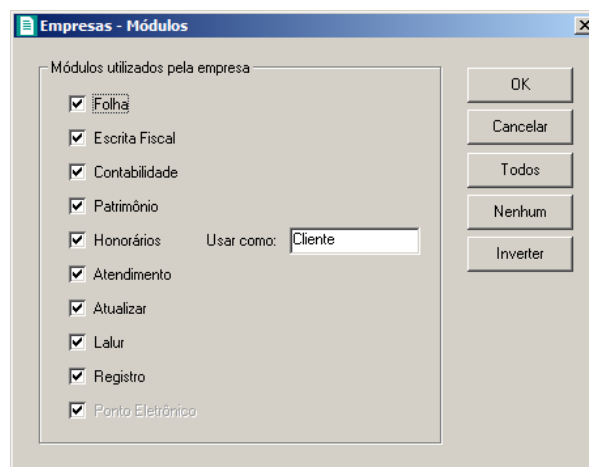 Empresas - Módulos
Módulos utilizados pela empresa
Folha
Escrita Fiscal
Contabilidade
Patrimônio
Honorários Usar como: Cliente
Atendimento
Atualizar
Lalur
Registro
Ponto Eletrônico
OK
Cancelar
Todos
Nenhum
Inverter